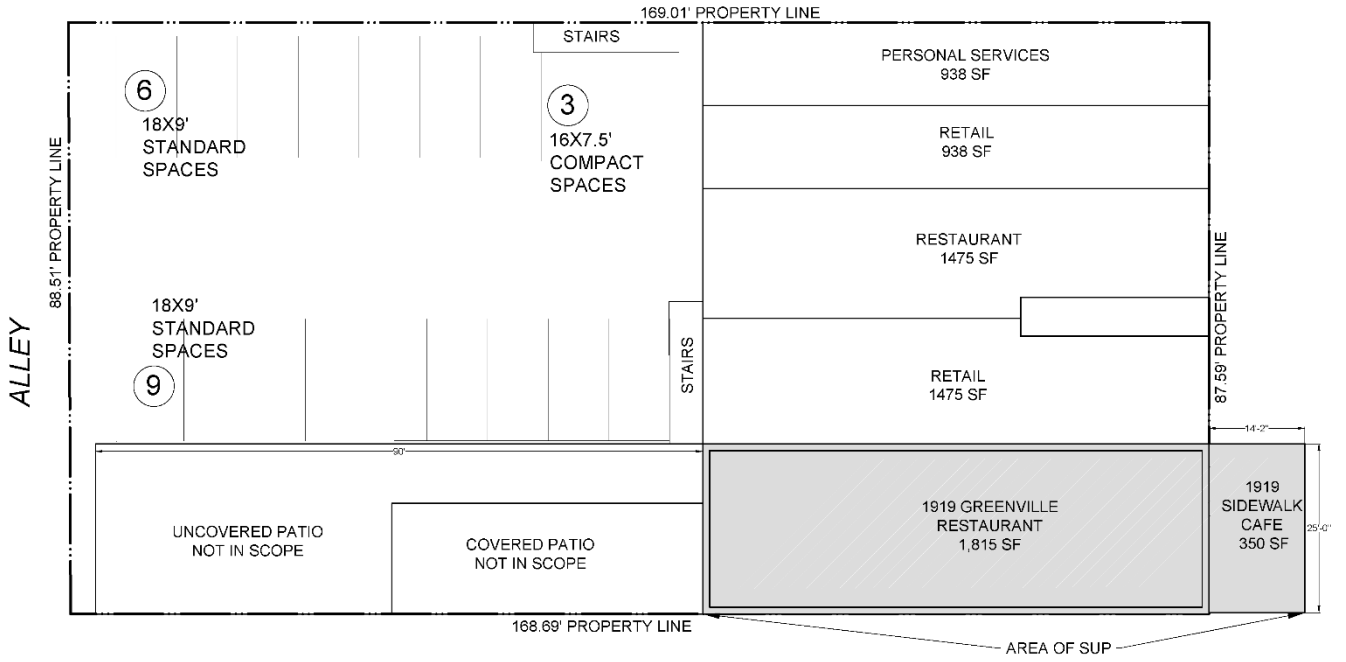 169.01' PROPERTY LINE
STAIRS
PERSONAL SERVICES
938 SF
6
18X9'
STANDARD
SPACES
3
16X7.5'
COMPACT
SPACES
RETAIL
938 SF
88.51' PROPERTY LINE
RESTAURANT
1475 SF
87.59' PROPERTY LINE
ALLEY
18X9'
STANDARD
SPACES
9
STAIRS
RETAIL
1475 SF
14'-2"
90'
UNCOVERED PATIO
NOT IN SCOPE
COVERED PATIO
NOT IN SCOPE
1919 GREENVILLE
RESTAURANT
1,815 SF
1919
SIDEWALK
CAFE
350 SF
25'-0"
168.69' PROPERTY LINE
AREA OF SUP